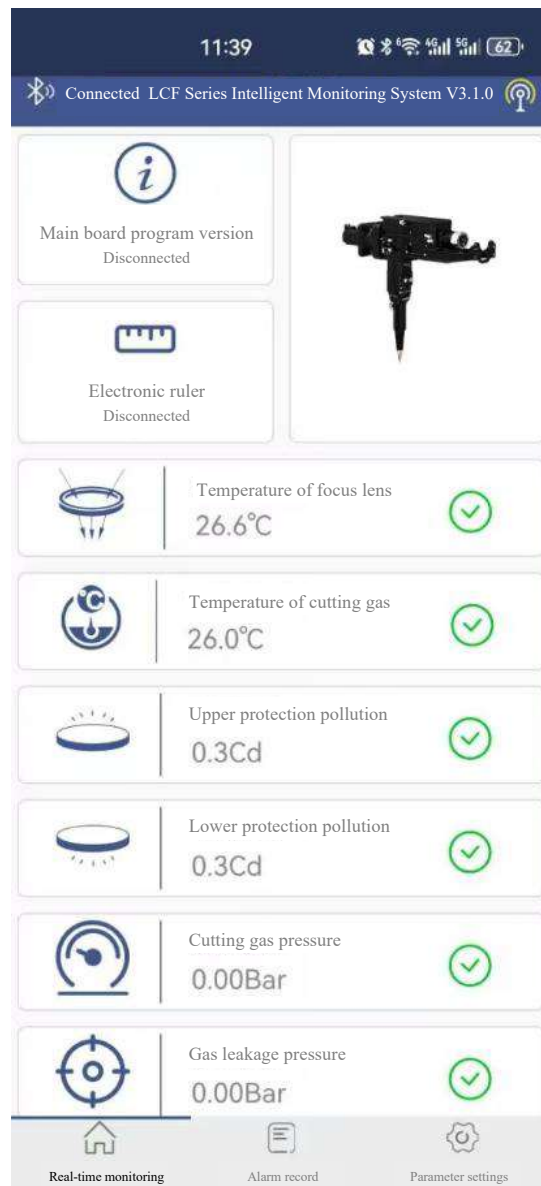 11:39
6 4G 5G 62
Connected LCF Series Intelligent Monitoring System V3.1.0
i
Main board program version
Disconnected
Electronic ruler
Disconnected
Temperature of focus lens
26.6℃
°C
Temperature of cutting gas
26.0℃
Upper protection pollution
0.3Cd
Lower protection pollution
0.3Cd
Cutting gas pressure
0.00Bar
Gas leakage pressure
0.00Bar
Real-time monitoring
Alarm record
Parameter settings